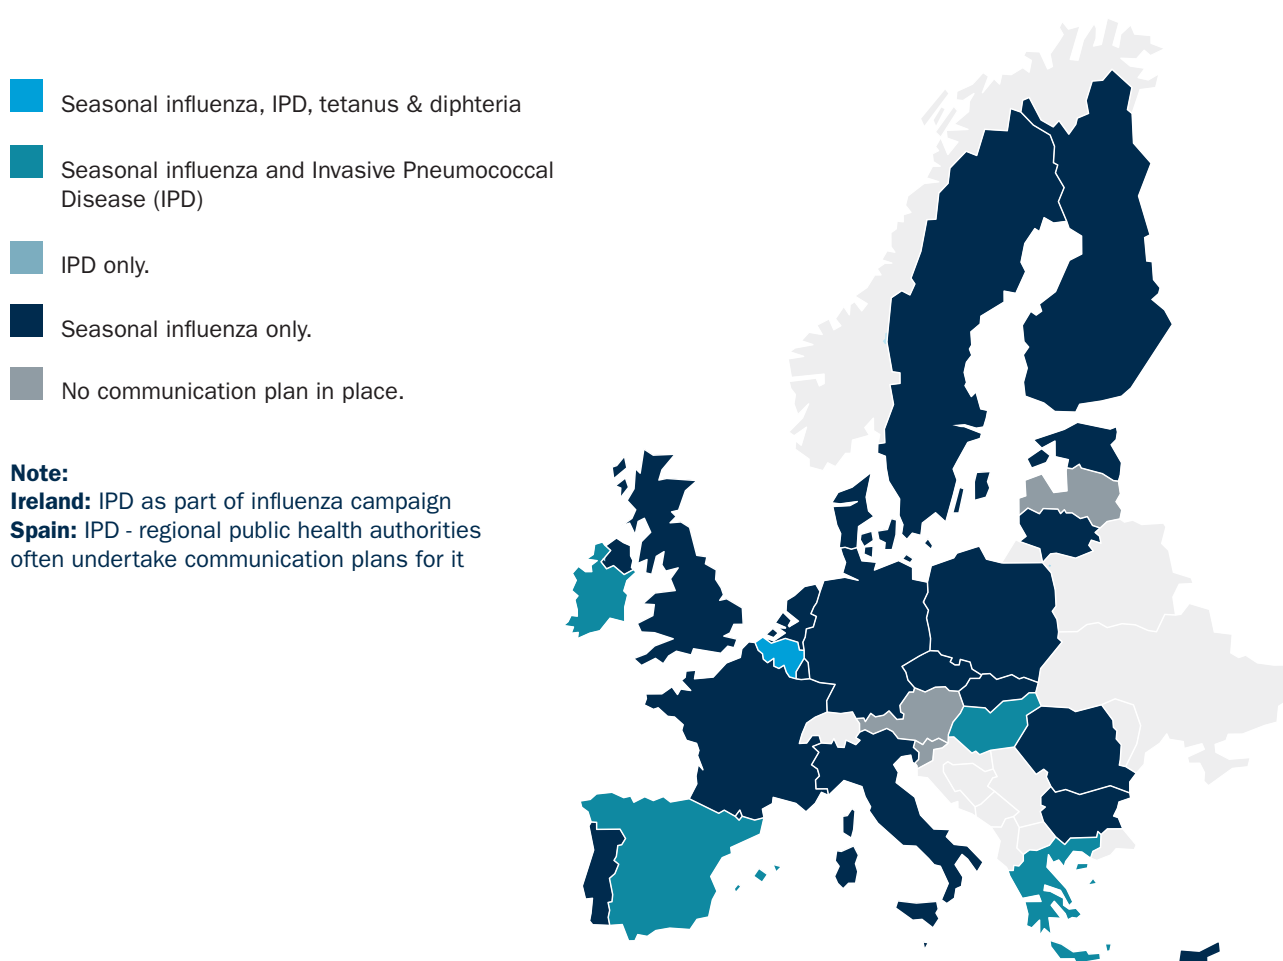 Seasonal influenza, IPD, tetanus & diphteria
Seasonal influenza and Invasive Pneumococcal
Disease (IPD)
IPD only.
Seasonal influenza only.
No communication plan in place.
Note:
Ireland: IPD as part of influenza campaign
Spain: IPD - regional public health authorities
often undertake communication plans for it